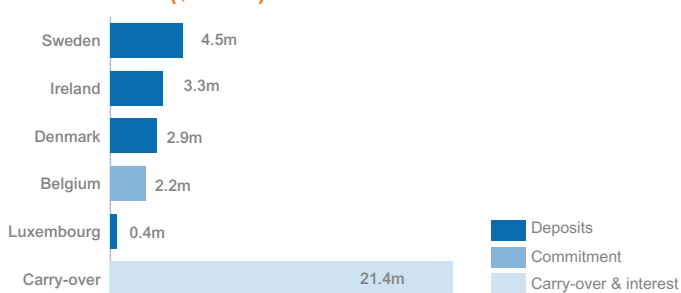 Sweden 4.5m
Ireland 3.3m
Denmark 2.9m
Belgium 2.2m
Luxembourg 0.4m
Carry-over 21.4m
Deposits
Commitment
Carry-over & interest